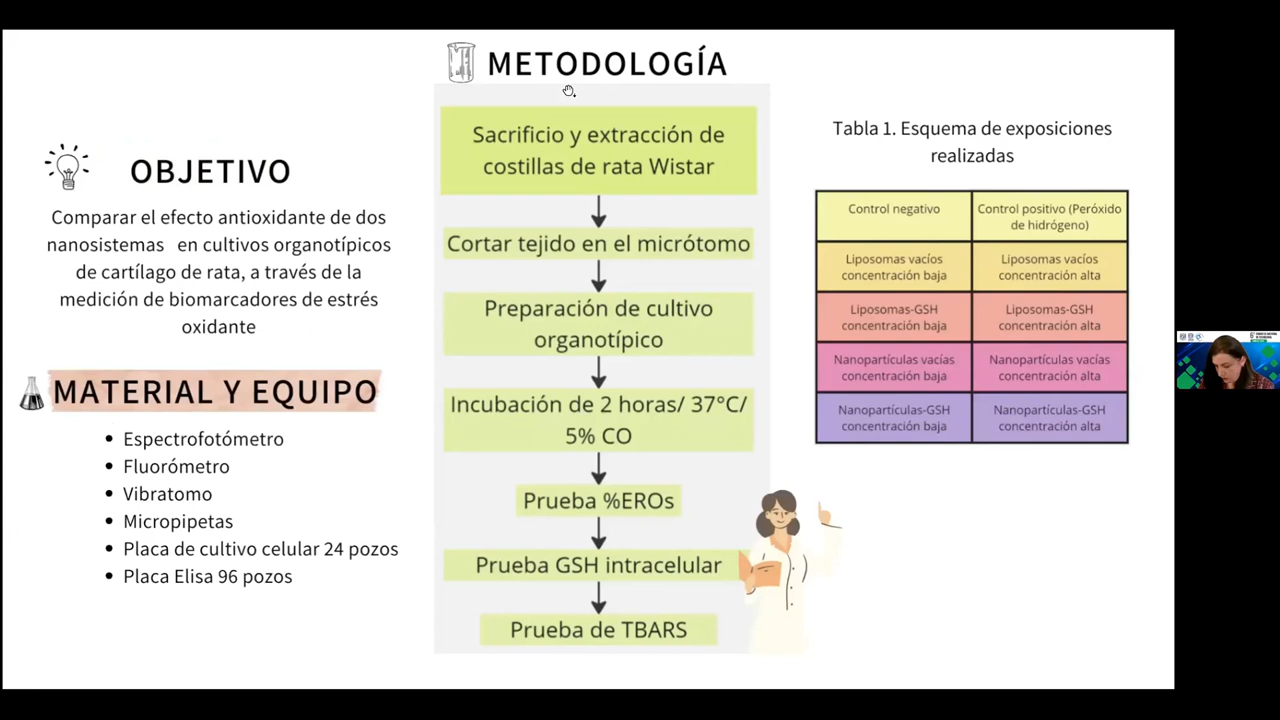 METODOLOGÍA
OBJETIVO
Comparar el efecto antioxidante de dos
nanosistemas en cultivos organotípicos
de cartílago de rata, a través de la
medición de biomarcadores de estrés
oxidante
MATERIAL Y EQUIPO
Espectrofotómetro
Fluorómetro
Vibratomo
Micropipetas
Placa de cultivo celular 24 pozos
Placa Elisa 96 pozos
Sacrificio y extracción de
costillas de rata Wistar
Cortar tejido en el micrótomo
Preparación de cultivo
organotípico
Incubación de 2 horas/ 37°C/
5% CO
Prueba %EROs
Prueba GSH intracelular
Prueba de TBARS
Tabla 1. Esquema de exposiciones
realizadas
Control negativo
Control positivo (Peróxido
de hidrógeno)
Liposomas vacíos
concentración baja
Liposomas vacíos
concentración alta
Liposomas-GSH
concentración baja
Liposomas-GSH
concentración alta
Nanopartículas vacías
concentración baja
Nanopartículas vacías
concentración alta
Nanopartículas-GSH
concentración baja
Nanopartículas-GSH
concentración alta